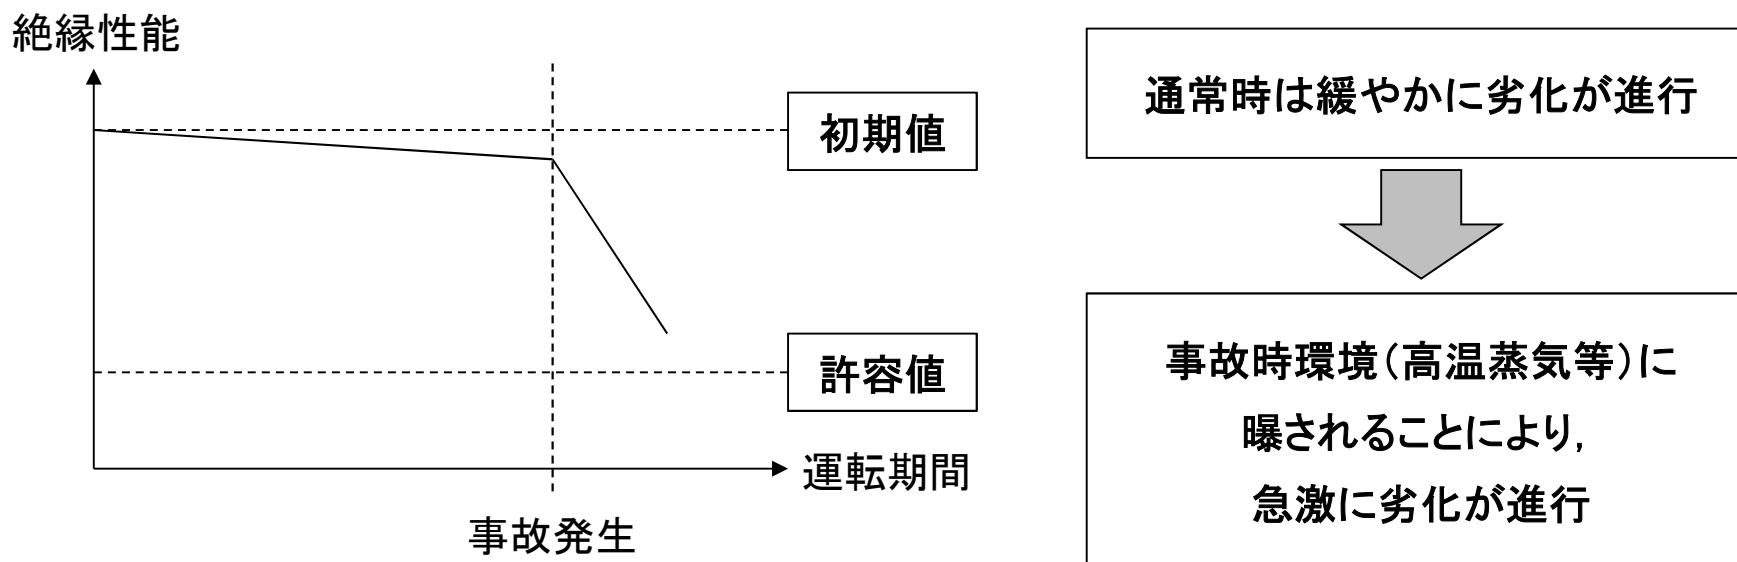 絶縁性能
初期値
許容値
運転期間
事故発生
通常時は緩やかに劣化が進行
事故時環境(高温蒸気等)に
曝されることにより,
急激に劣化が進行